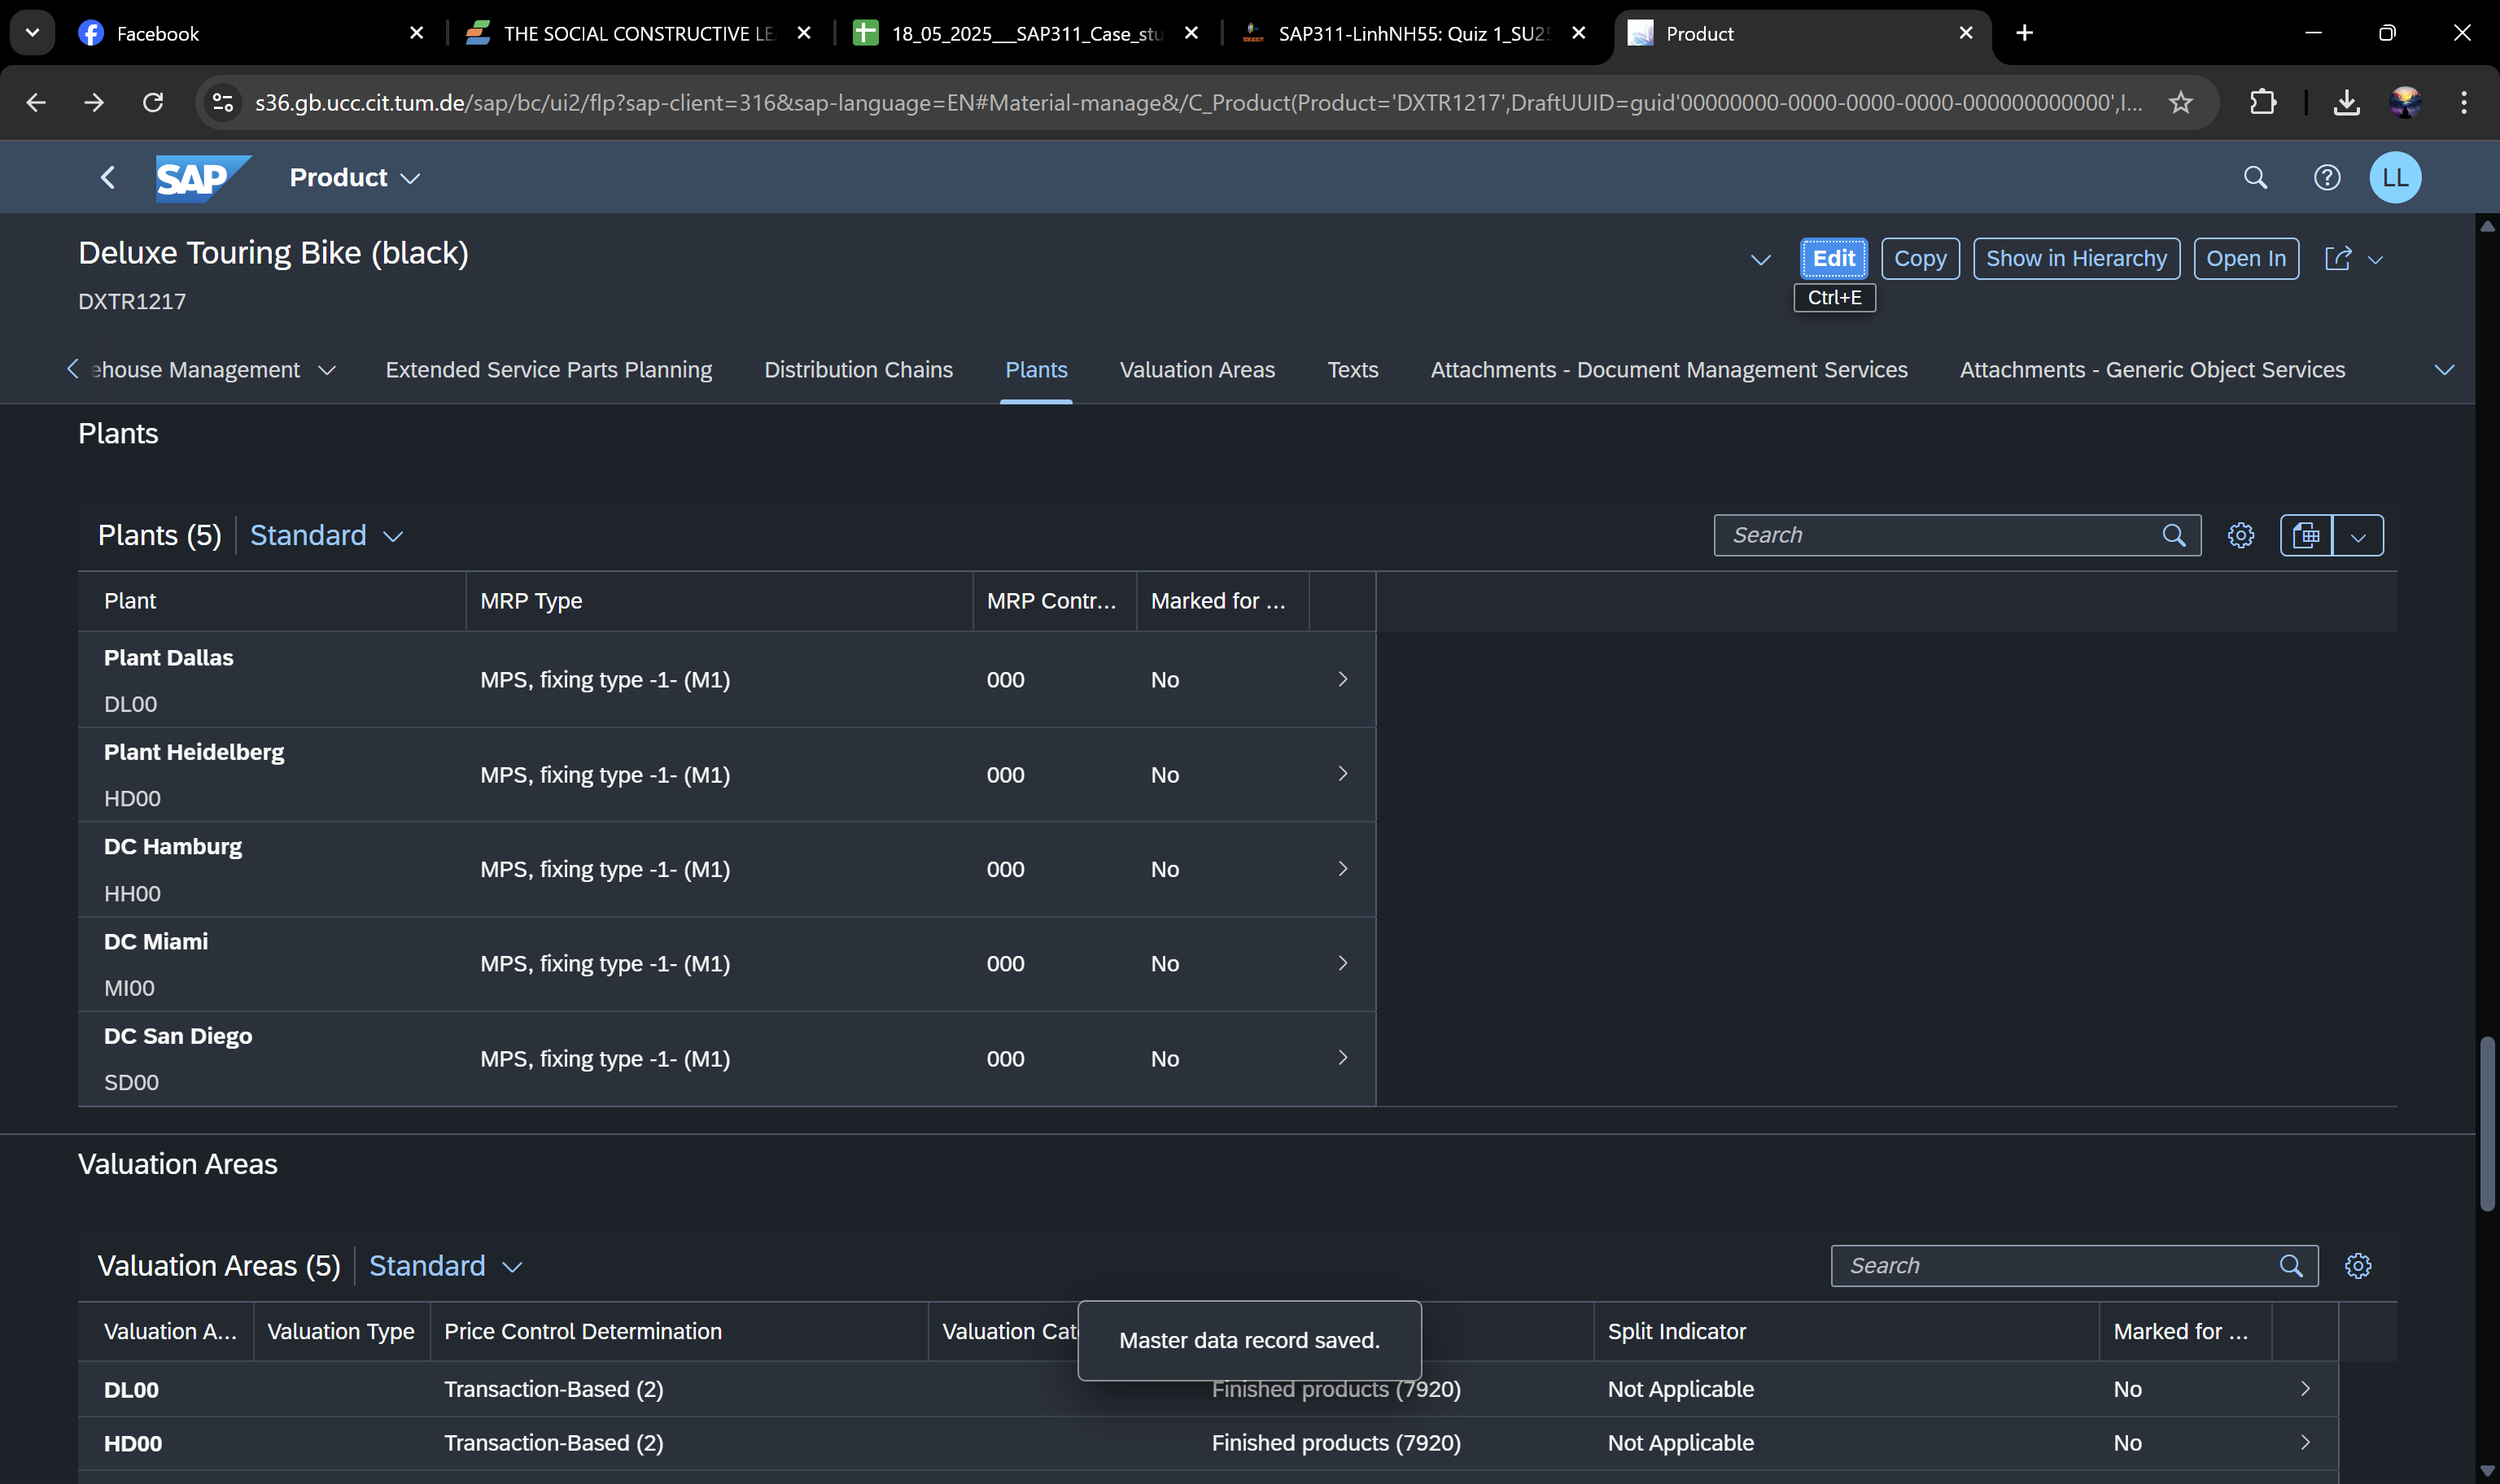 Facebook
THE SOCIAL CONSTRUCTIVE LE
18_05_2025___SAP311_Case_stu
SAP311-LinhNH55: Quiz 1_SU25
Product
s36.gb.ucc.cit.tum.de/sap/bc/ui2/flp?sap-client=316&sap-language=EN#Material-manage&/C_Product(Product='DXTR1217',DraftUUID=guid'00000000-0000-0000-0000-000000000000',I...
SAP
Product
LL
Deluxe Touring Bike (black)
Edit
Copy
Show in Hierarchy
Open In
Ctrl+E
DXTR1217
ehouse Management
Extended Service Parts Planning
Distribution Chains
Plants
Valuation Areas
Texts
Attachments - Document Management Services
Attachments - Generic Object Services
Plants
Plants (5)
Standard
Search
Plant
MRP Type
MRP Contr...
Marked for ...
Plant Dallas
DL00
MPS, fixing type -1- (M1)
000
No
Plant Heidelberg
HD00
MPS, fixing type -1- (M1)
000
No
DC Hamburg
HH00
MPS, fixing type -1- (M1)
000
No
DC Miami
MI00
MPS, fixing type -1- (M1)
000
No
DC San Diego
SD00
MPS, fixing type -1- (M1)
000
No
Valuation Areas
Valuation Areas (5)
Standard
Search
Valuation A...
Valuation Type
Price Control Determination
Valuation Cat
Split Indicator
Marked for ...
Master data record saved.
DL00
Transaction-Based (2)
Finished products (7920)
Not Applicable
No
HD00
Transaction-Based (2)
Finished products (7920)
Not Applicable
No